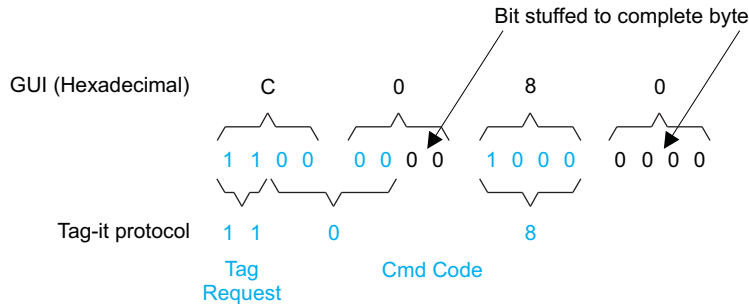 Bit stuffed to complete byte
GUI (Hexadecimal) C 0 8 0
1 1 0 0 0 0 0 0 1 0 0 0 0 0 0 0
Tag-it protocol 1 1 0 8
Tag Request Cmd Code